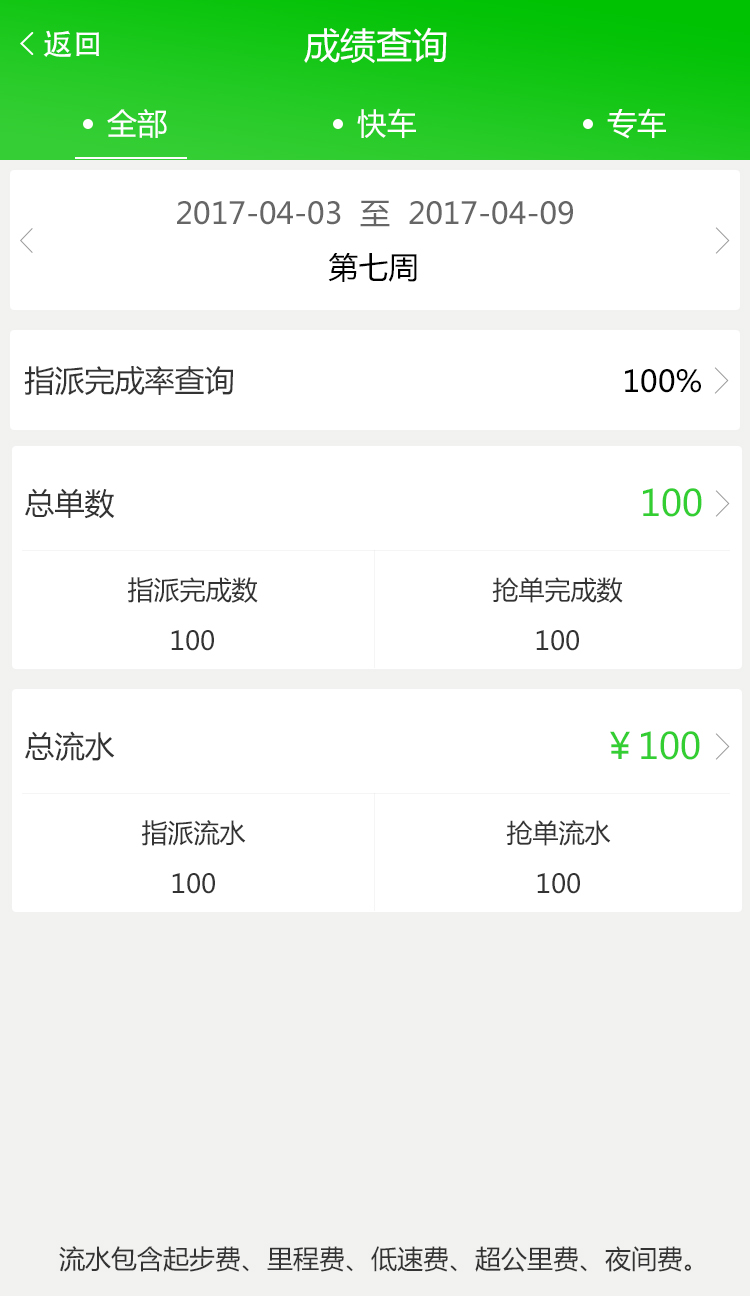 返回
成绩查询
• 全部 • 快车 • 专车
2017-04-03 至 2017-04-09
第七周
指派完成率查询 100%
总单数 100
指派完成数 抢单完成数
100 100
总流水 ¥100
指派流水 抢单流水
100 100
流水包含起步费、里程费、低速费、超公里费、夜间费。